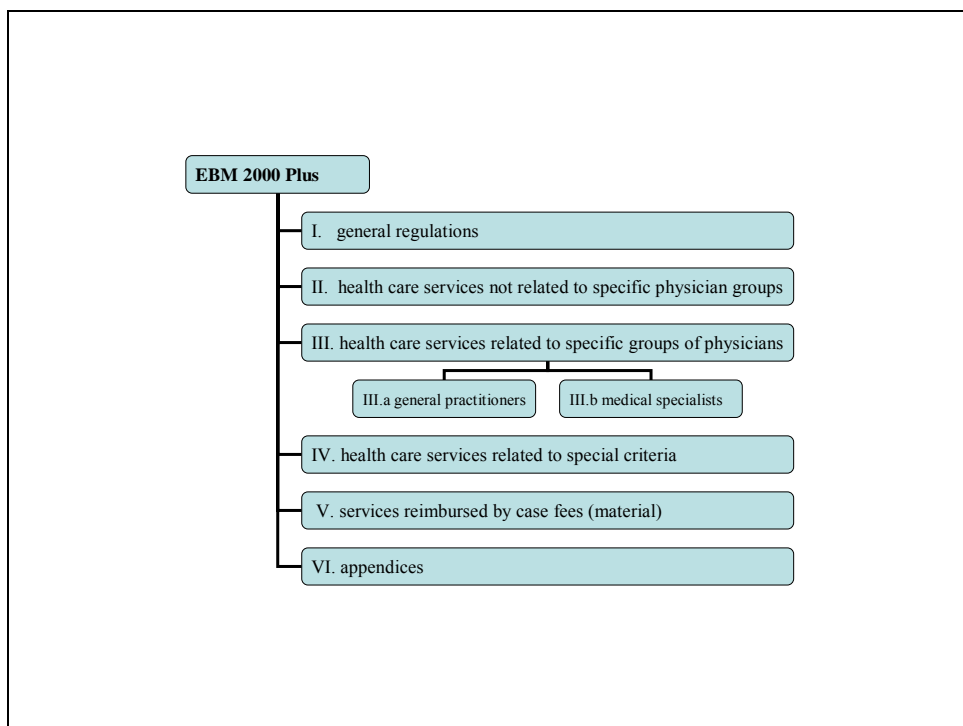 EBM 2000 Plus
I. general regulations
II. health care services not related to specific physician groups
III. health care services related to specific groups of physicians
III.a general practitioners
III.b medical specialists
IV. health care services related to special criteria
V. services reimbursed by case fees (material)
VI. appendices